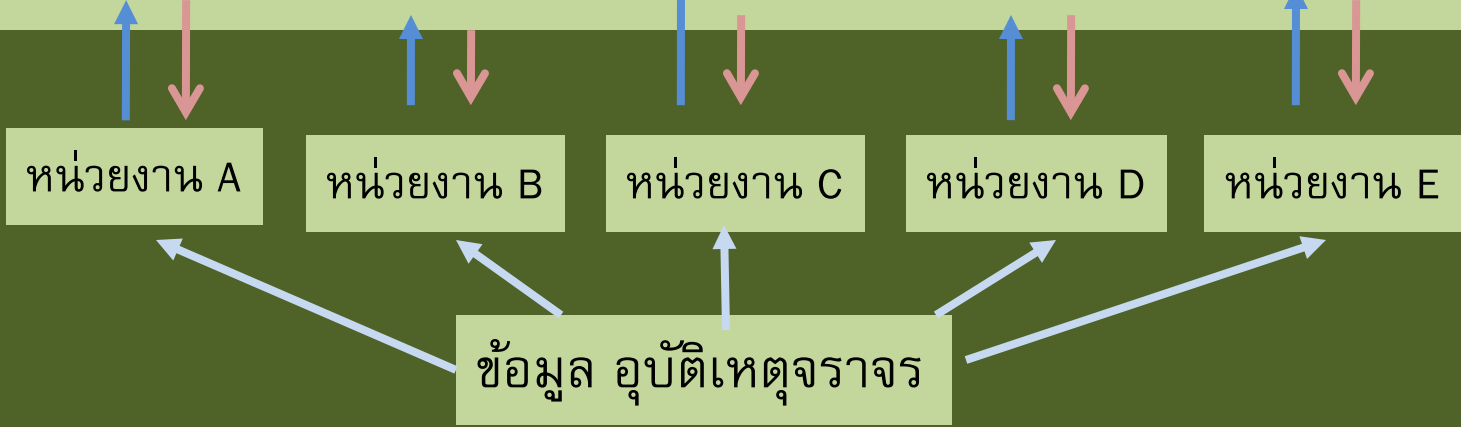 หน่วยงาน A
หน่วยงาน B
หน่วยงาน C
หน่วยงาน D
หน่วยงาน E
ข้อมูล อุบัติเหตุจราจร